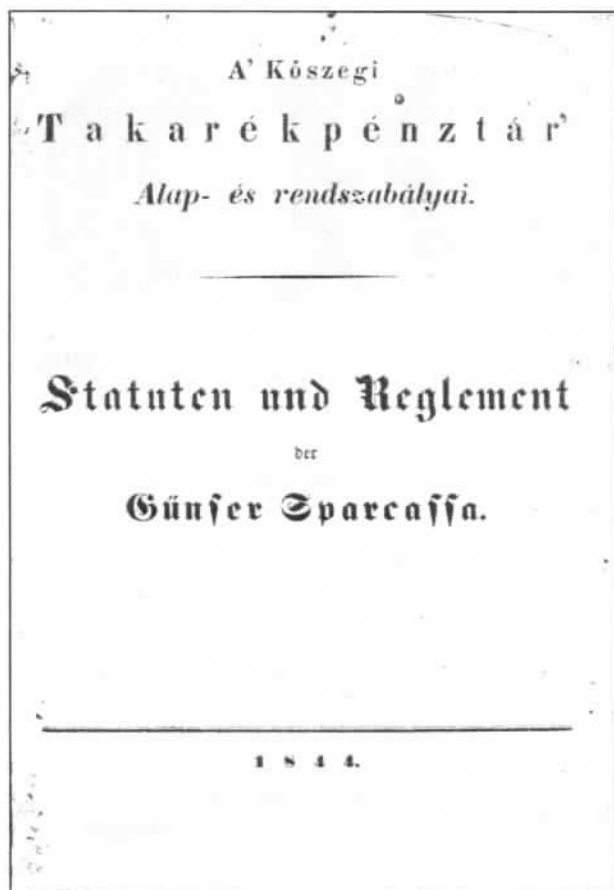 A' Kőszegi
Takarékpénztár'
Alap- és rendszabályai.
Statuten und Reglement
der
Günser Sparcassa.
1844.